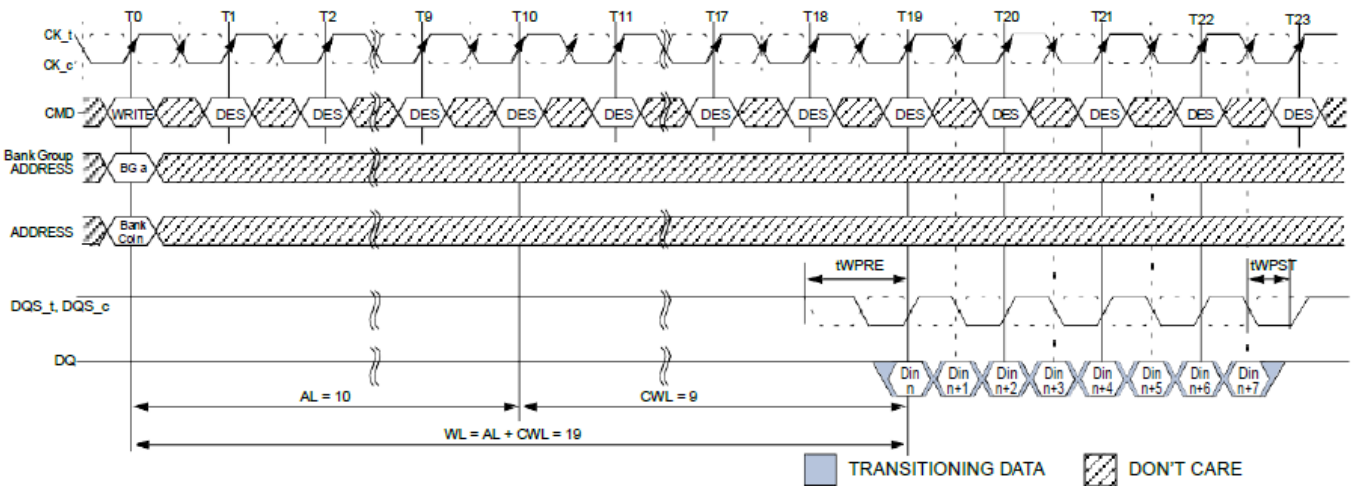 T0 T1 T2 T9 T10 T11 T17 T18 T19 T20 T21 T22 T23
CK_t
CK_c
CMD WRITE DES DES DES DES DES DES DES DES DES DES DES DES
Bank Group
ADDRESS BG a
ADDRESS Bank
Coln
tWPRE tWPST
DQS_t, DQS_c
DQ Din Din Din Din Din Din Din Din
n n+1 n+2 n+3 n+4 n+5 n+6 n+7
AL = 10 CWL = 9
WL = AL + CWL = 19
TRANSITIONING DATA DON'T CARE